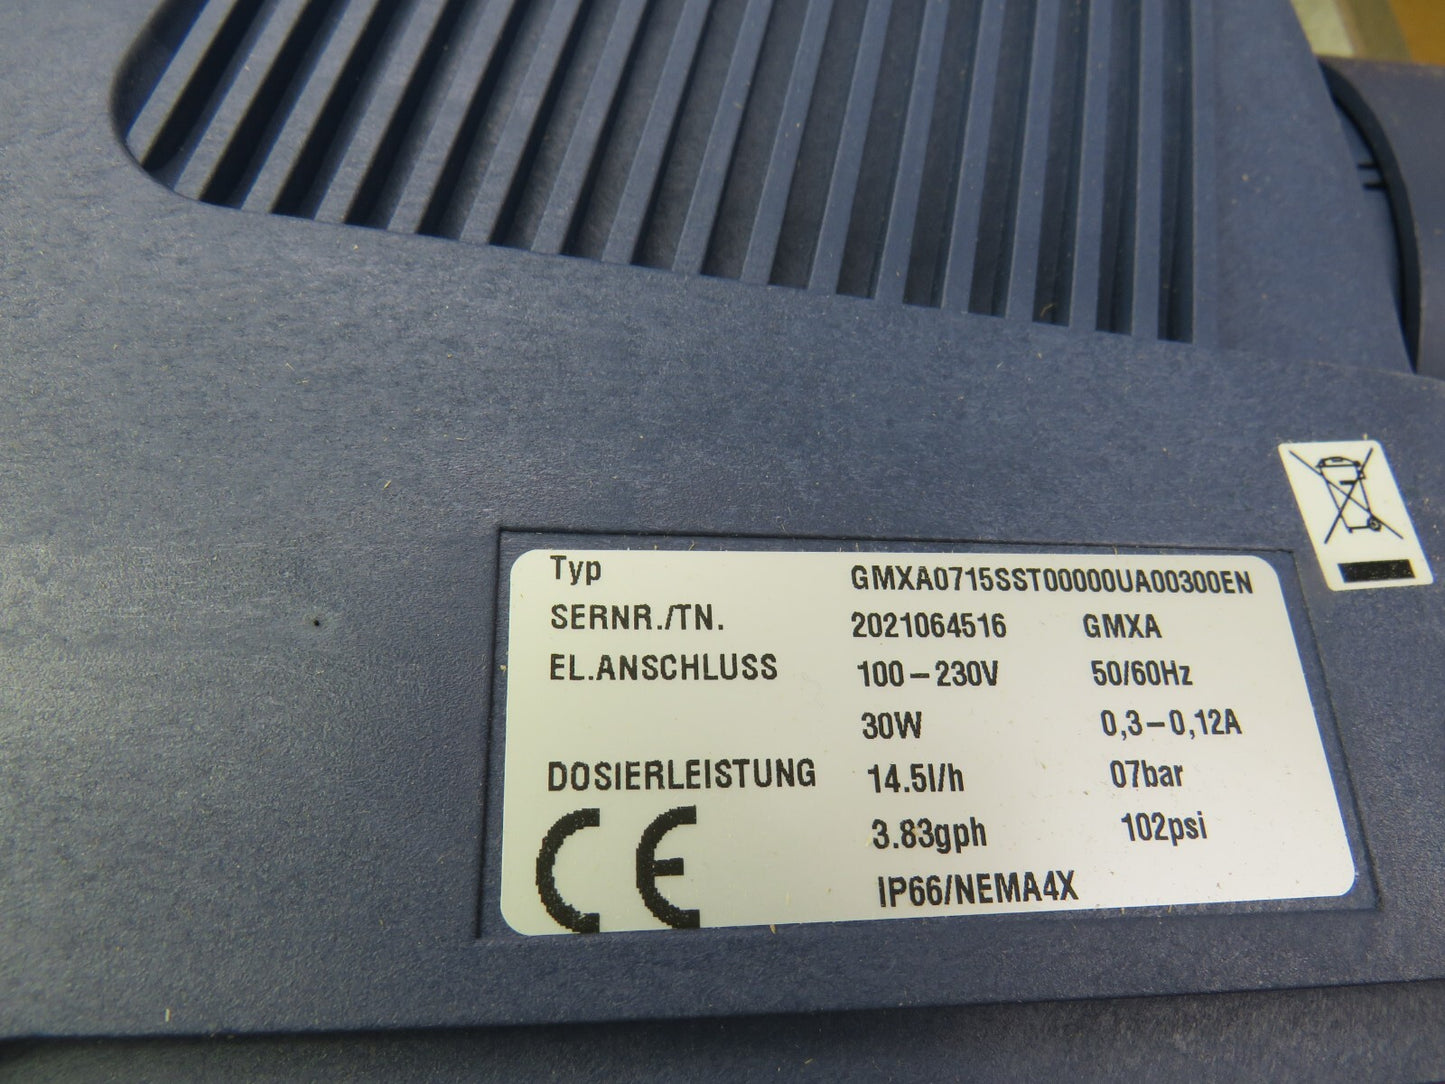 Typ GMXA0715SST00000UA00300EN
SERNR./TN. 2021064516 GMXA
EL.ANSCHLUSS 100-230V 50/60Hz
30W 0,3-0,12A
DOSIERLEISTUNG 14.5l/h 07bar
3.83gph 102psi
CE IP66/NEMA4X